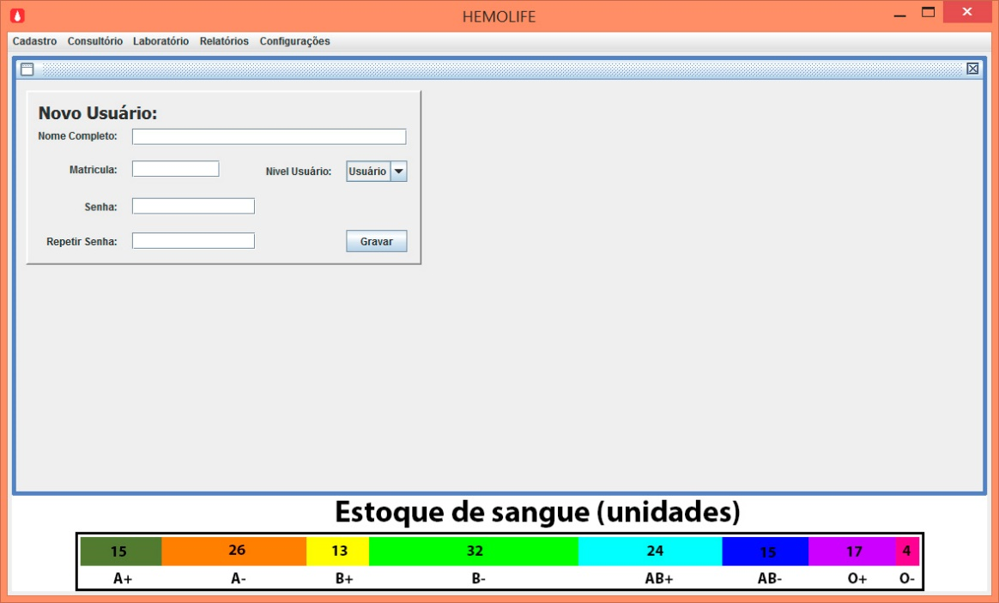 HEMOLIFE
Cadastro Consultório Laboratório Relatórios Configurações
Novo Usuário:
Nome Completo:
Matricula: Nivel Usuário: Usuário
Senha:
Repetir Senha: Gravar
Estoque de sangue (unidades)
15 26 13 32 24 15 17 4
A+ A- B+ B- AB+ AB- O+ O-